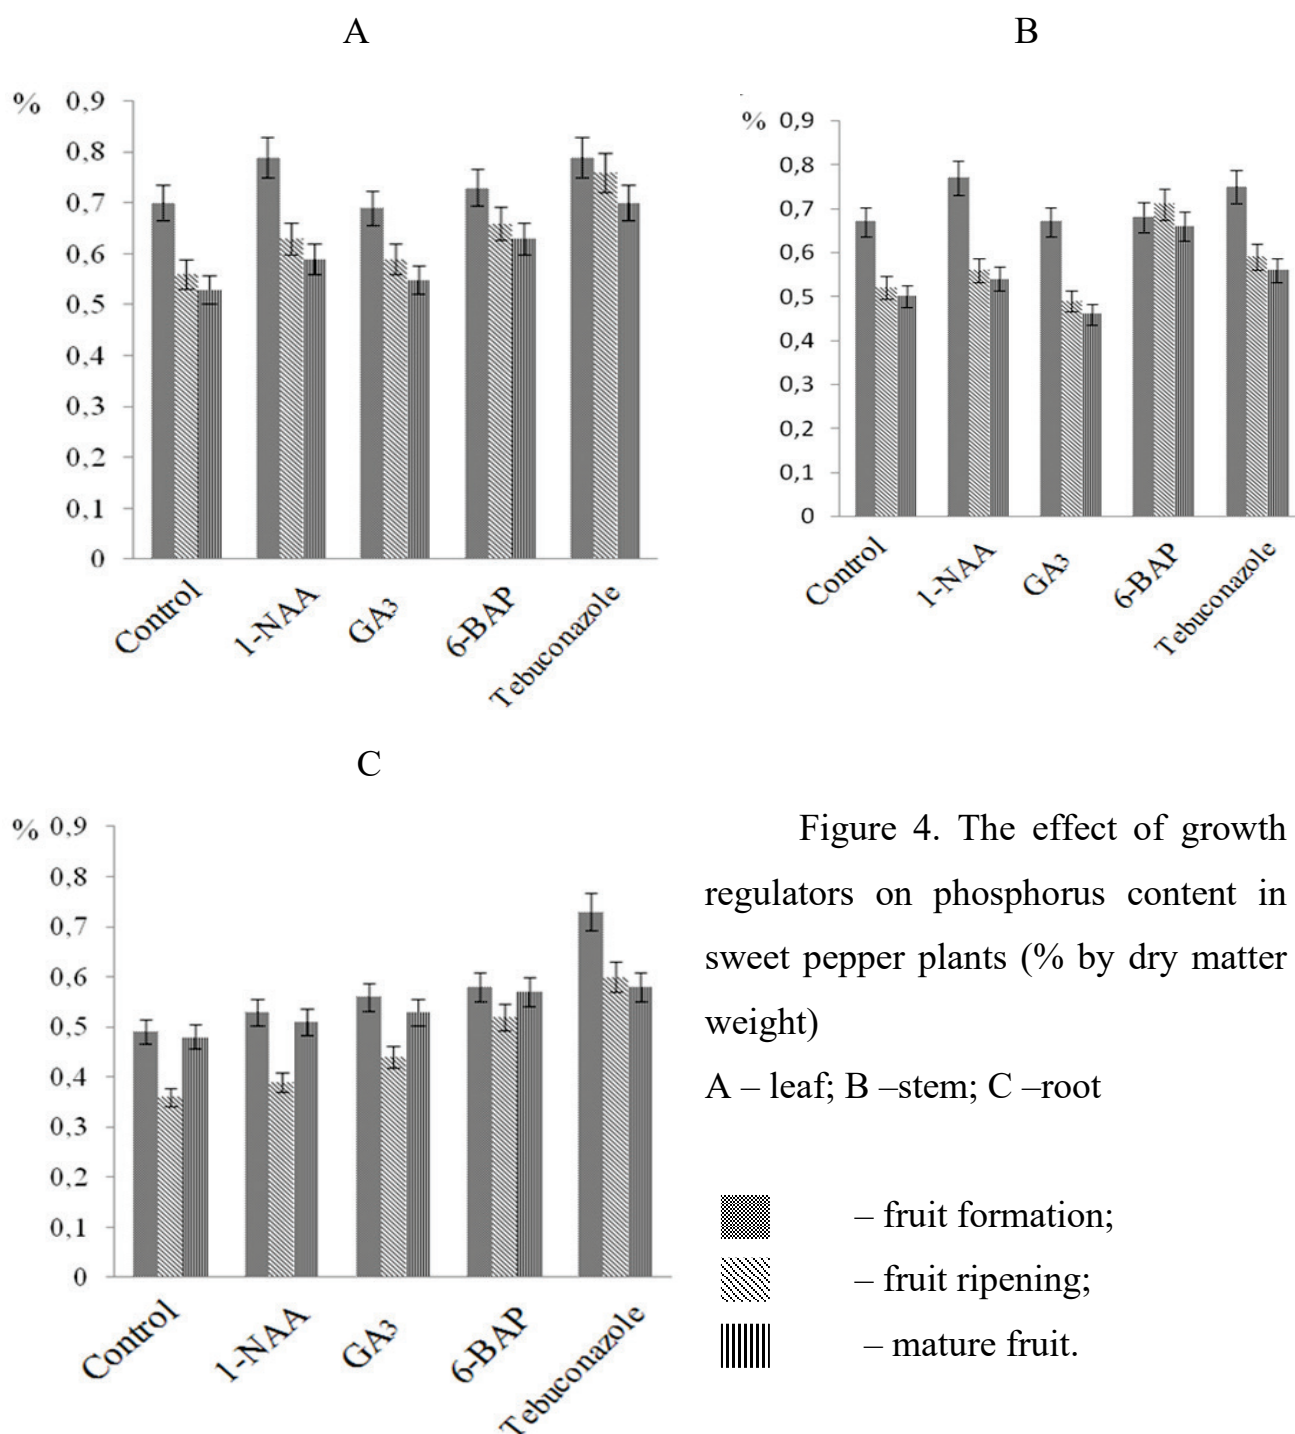 A
%
0,9
0,8
0,7
0,6
0,5
0,4
0,3
0,2
0,1
0
Control
1-NAA
GA3
6-BAP
Tebuconazole
B
%
0,9
0,8
0,7
0,6
0,5
0,4
0,3
0,2
0,1
0
Control
1-NAA
GA3
6-BAP
Tebuconazole
C
%
0,9
0,8
0,7
0,6
0,5
0,4
0,3
0,2
0,1
0
Control
1-NAA
GA3
6-BAP
Tebuconazole
Figure 4. The effect of growth
regulators on phosphorus content in
sweet pepper plants (% by dry matter
weight)
A – leaf; B –stem; C –root
– fruit formation;
– fruit ripening;
– mature fruit.